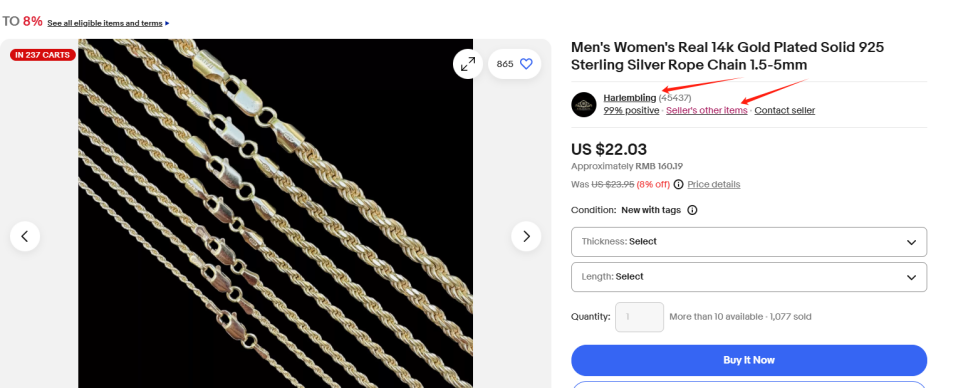 TO 8% See all eligible items and terms ▸
IN 237 CARTS
865
Men's Women's Real 14k Gold Plated Solid 925
Sterling Silver Rope Chain 1.5-5mm
Harlembling (45437)
99% positive · Seller's other items · Contact seller
US $22.03
Approximately RMB 160.19
Was US $23.95 (8% off) Price details
Condition: New with tags
Thickness: Select
Length: Select
Quantity: 1 More than 10 available · 1,077 sold
Buy It Now